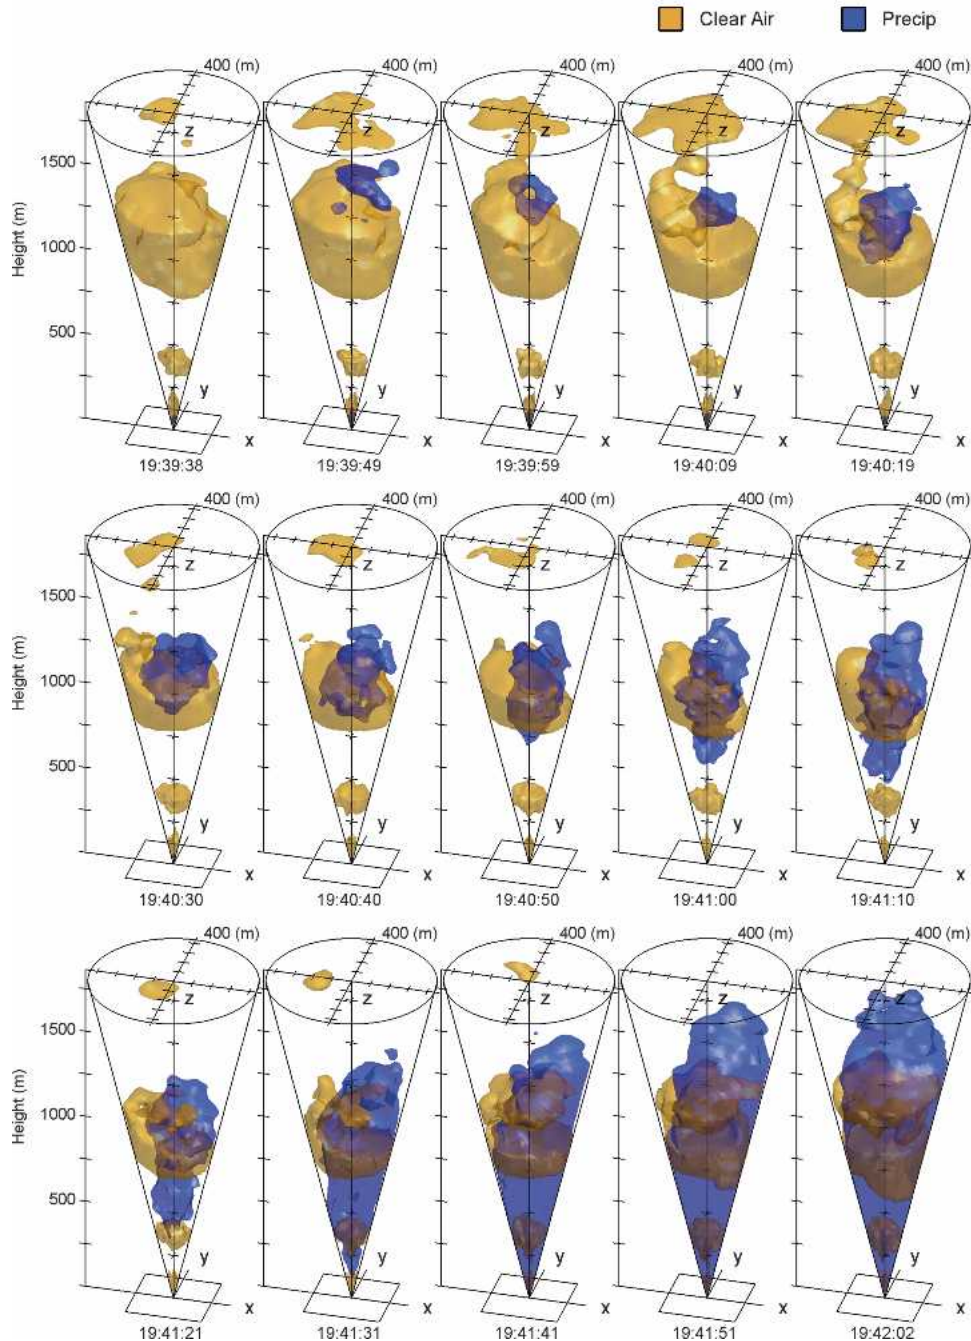 Clear Air Precip
400 (m) 400 (m) 400 (m) 400 (m) 400 (m)
z z z z z
1500
Height (m)
1000
500
y y y y y
x x x x x
19:39:38 19:39:49 19:39:59 19:40:09 19:40:19
400 (m) 400 (m) 400 (m) 400 (m) 400 (m)
z z z z z
1500
Height (m)
1000
500
y y y y y
x x x x x
19:40:30 19:40:40 19:40:50 19:41:00 19:41:10
400 (m) 400 (m) 400 (m) 400 (m) 400 (m)
z z z z z
1500
Height (m)
1000
500
y y y y y
x x x x x
19:41:21 19:41:31 19:41:41 19:41:51 19:42:02